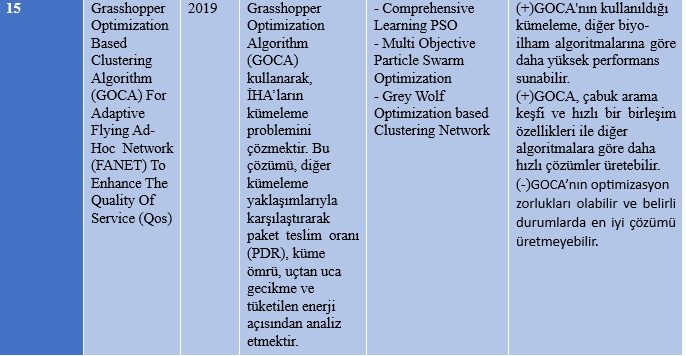 15
Grasshopper
Optimization
Based
Clustering
Algorithm
(GOCA) For
Adaptive
Flying Ad-
Hoc Network
(FANET) To
Enhance The
Quality Of
Service (Qos)
2019
Grasshopper
Optimization
Algorithm
(GOCA)
kullanarak,
İHA’ların
kümeleme
problemini
çözmektir. Bu
çözümü, diğer
kümeleme
yaklaşımlarıyla
karşılaştırarak
paket teslim oranı
(PDR), küme
ömrü, uçtan uca
gecikme ve
tüketilen enerji
açısından analiz
etmektir.
- Comprehensive
Learning PSO
- Multi Objective
Particle Swarm
Optimization
- Grey Wolf
Optimization based
Clustering Network
(+)GOCA'nın kullanıldığı
kümeleme, diğer biyo-
ilham algoritmalarına göre
daha yüksek performans
sunabilir.
(+)GOCA, çabuk arama
keşfi ve hızlı bir birleşim
özellikleri ile diğer
algoritmalara göre daha
hızlı çözümler üretebilir.
(-)GOCA’nın optimizasyon
zorlukları olabilir ve belirli
durumlarda en iyi çözümü
üretmeyebilir.